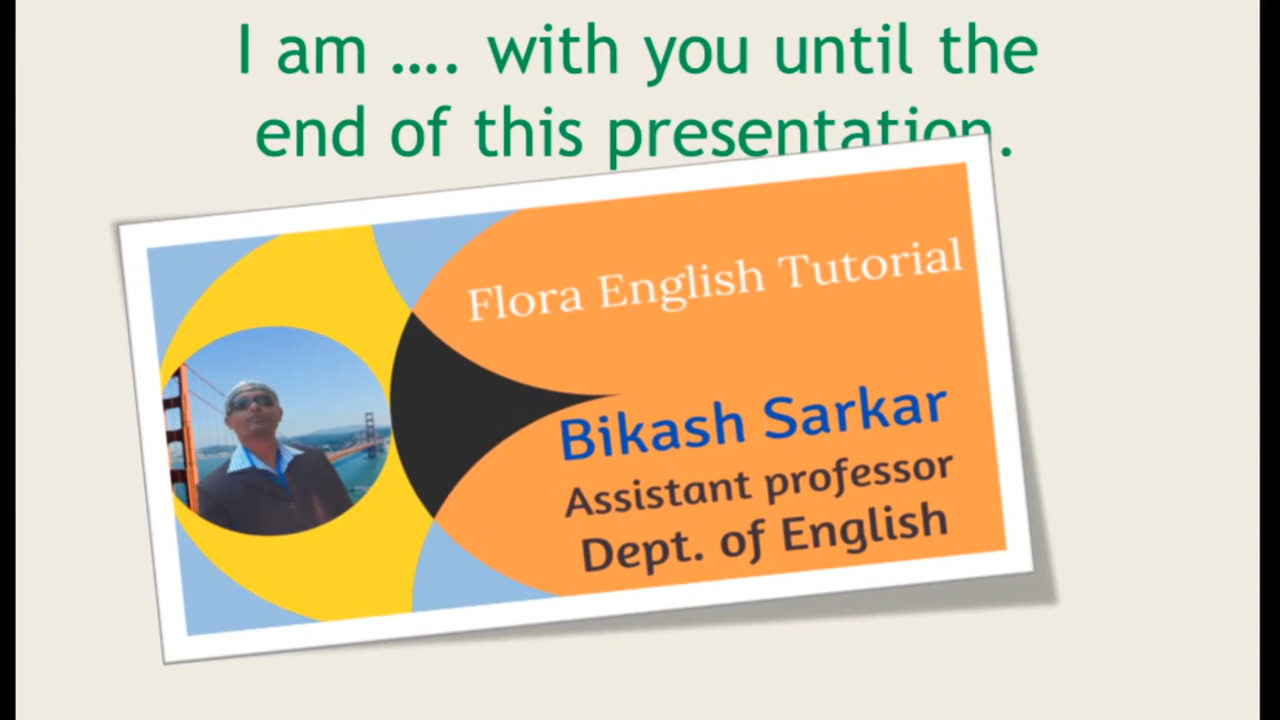 I am .... with you until the
end of this presentation.
Flora English Tutorial
Bikash Sarkar
Assistant professor
Dept. of English